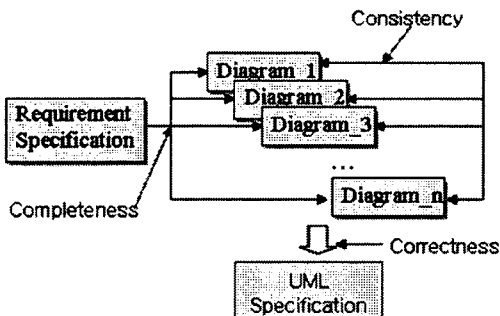 Consistency
Diagram_1
Diagram_2
Requirement
Specification
Diagram_3
...
Diagram_n
Completeness
Correctness
UML
Specification